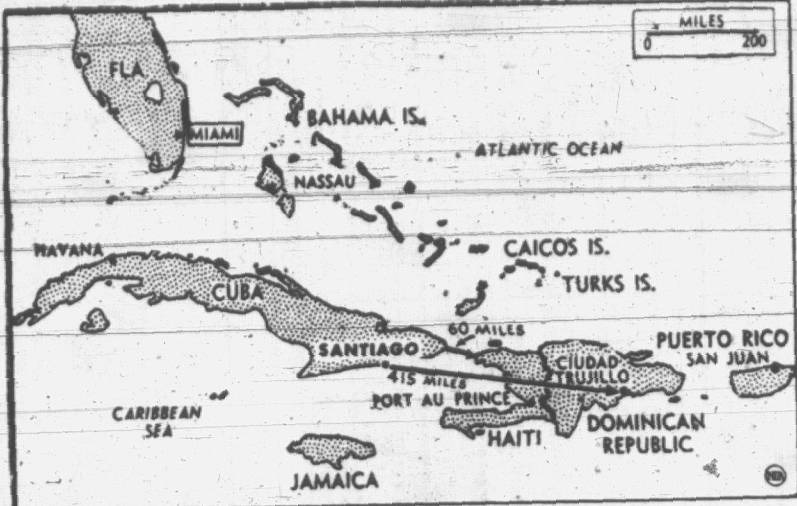 MILES
0 200
FLA
MIAMI
BAHAMA IS.
ATLANTIC OCEAN
NASSAU
HAVANA
CAICOS IS.
TURKS IS.
CUBA
60 MILES
SANTIAGO
PUERTO RICO
SAN JUAN
CIUDAD
TRUJILLO
415 MILES
PORT AU PRINCE
CARIBBEAN
SEA
DOMINICAN
REPUBLIC
HAITI
JAMAICA
NEA